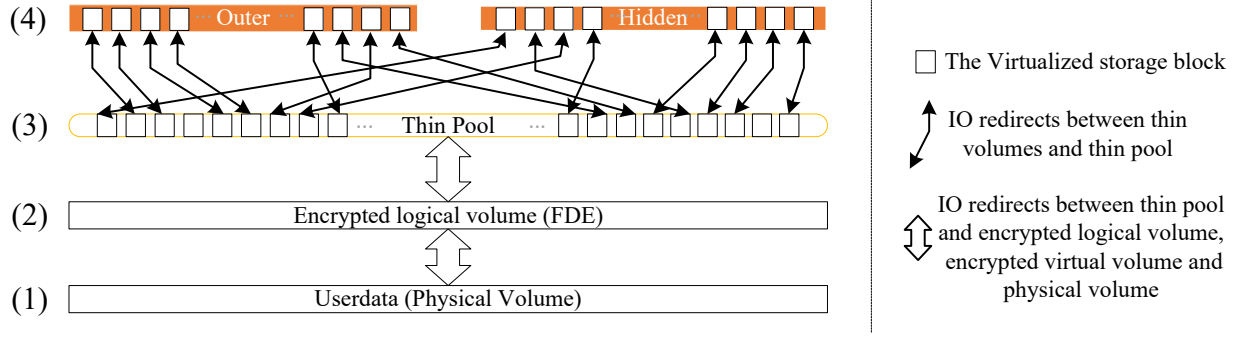 (4)
... Outer ...
Hidden
(3)
... Thin Pool ...
(2)
Encrypted logical volume (FDE)
(1)
Userdata (Physical Volume)
The Virtualized storage block
IO redirects between thin
volumes and thin pool
IO redirects between thin pool
and encrypted logical volume,
encrypted virtual volume and
physical volume